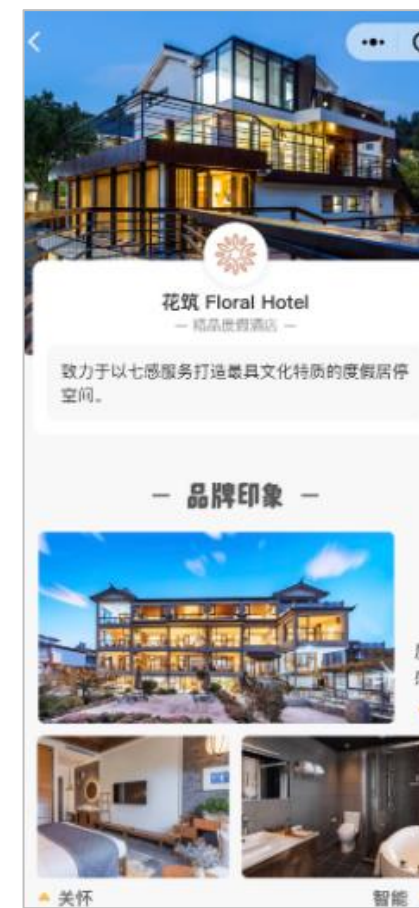 花筑 Floral Hotel
— 精品度假酒店 —
致力于以七感服务打造最具文化特质的度假居停
空间。
— 品牌印象 —
关怀
智能